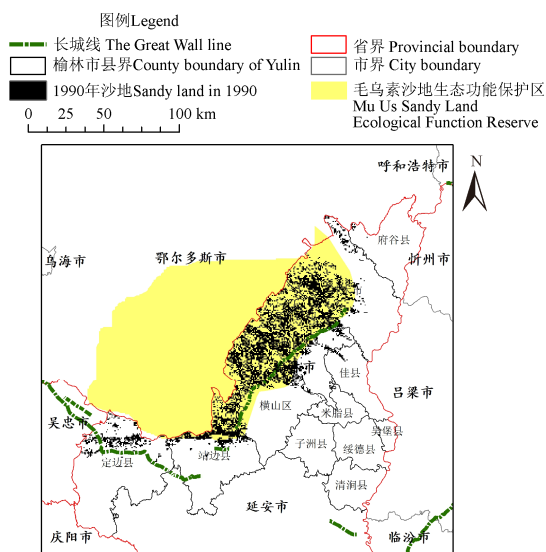 图例Legend
长城线 The Great Wall line
省界 Provincial boundary
榆林市县界County boundary of Yulin
市界 City boundary
1990年沙地Sandy land in 1990
毛乌素沙地生态功能保护区
Mu Us Sandy Land
Ecological Function Reserve
0 25 50 100 km
呼和浩特市
N
府谷县
乌海市
鄂尔多斯市
忻州市
佳县
吕梁市
横山区
米脂县
吴忠市
吴堡县
子洲县
绥德县
定边县
靖边县
清涧县
延安市
庆阳市
临汾市